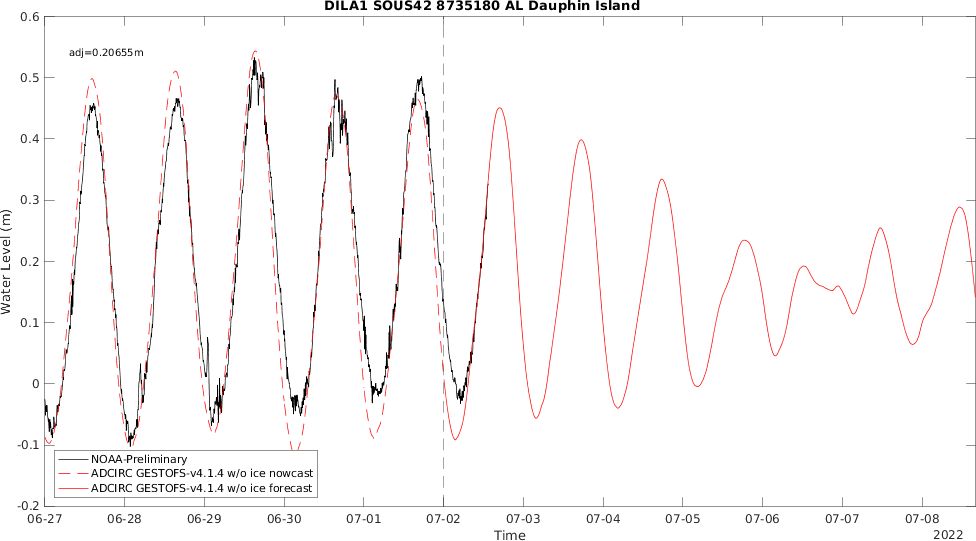 DILA1 SOUS42 8735180 AL Dauphin Island
adj=0.20655m
0.6
0.5
0.4
0.3
0.2
0.1
0
-0.1
-0.2
Water Level (m)
NOAA-Preliminary
ADCIRC GESTOFS-v4.1.4 w/o ice nowcast
ADCIRC GESTOFS-v4.1.4 w/o ice forecast
06-27 06-28 06-29 06-30 07-01 07-02 07-03 07-04 07-05 07-06 07-07 07-08
Time
2022